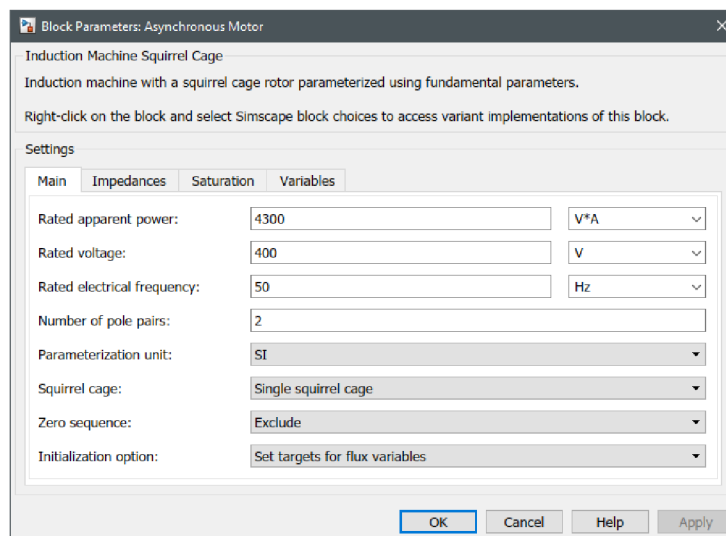 Block Parameters: Asynchronous Motor
Induction Machine Squirrel Cage
Induction machine with a squirrel cage rotor parameterized using fundamental parameters.
Right-click on the block and select Simscape block choices to access variant implementations of this block.
Settings
Main Impedances Saturation Variables
Rated apparent power: 4300 V*A
Rated voltage: 400 V
Rated electrical frequency: 50 Hz
Number of pole pairs: 2
Parameterization unit: SI
Squirrel cage: Single squirrel cage
Zero sequence: Exclude
Initialization option: Set targets for flux variables
OK Cancel Help Apply